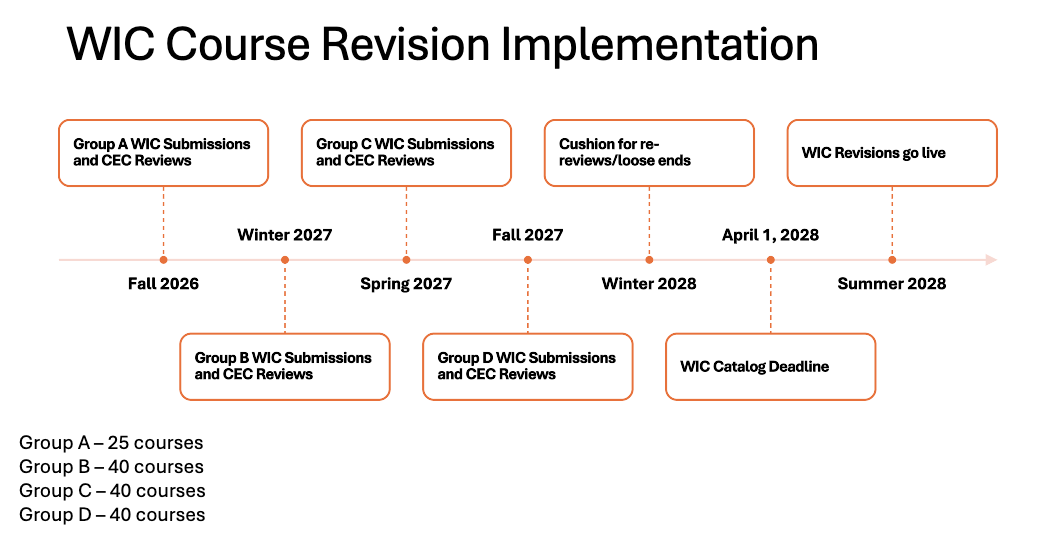 WIC Course Revision Implementation
Group A WIC Submissions
and CEC Reviews
Group C WIC Submissions
and CEC Reviews
Cushion for re-
reviews/loose ends
WIC Revisions go live
Winter 2027
Fall 2027
April 1, 2028
Fall 2026
Spring 2027
Winter 2028
Summer 2028
Group B WIC Submissions
and CEC Reviews
Group D WIC Submissions
and CEC Reviews
WIC Catalog Deadline
Group A – 25 courses
Group B – 40 courses
Group C – 40 courses
Group D – 40 courses